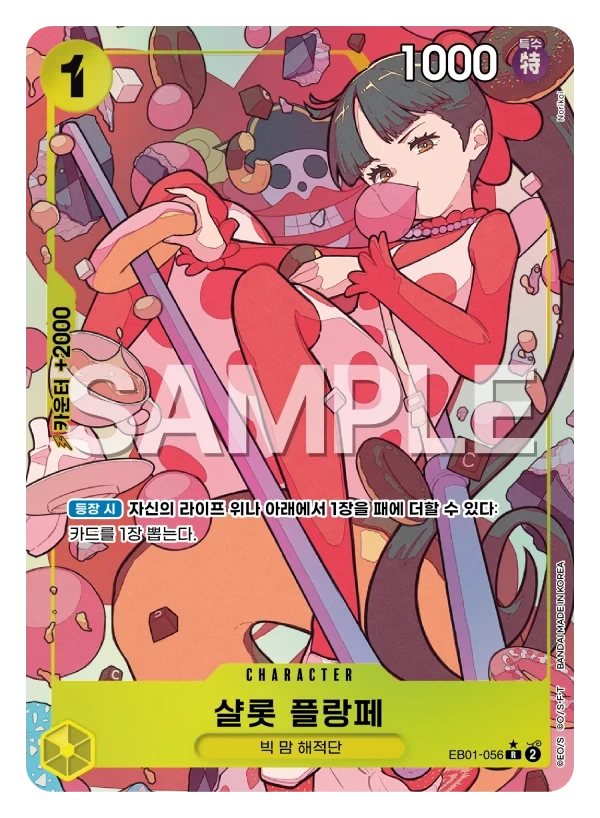 1
1000
특수
特
Noriko
카운터 +2000
SAMPLE
등장 시 자신의 라이프 위나 아래에서 1장을 패에 더할 수 있다:
카드를 1장 뽑는다.
C
C
C
BANDAI MADE IN KOREA
©E.O/S ©O/S·F·T
CHARACTER
샬롯 플랑페
빅 맘 해적단
EB01-056 R 2